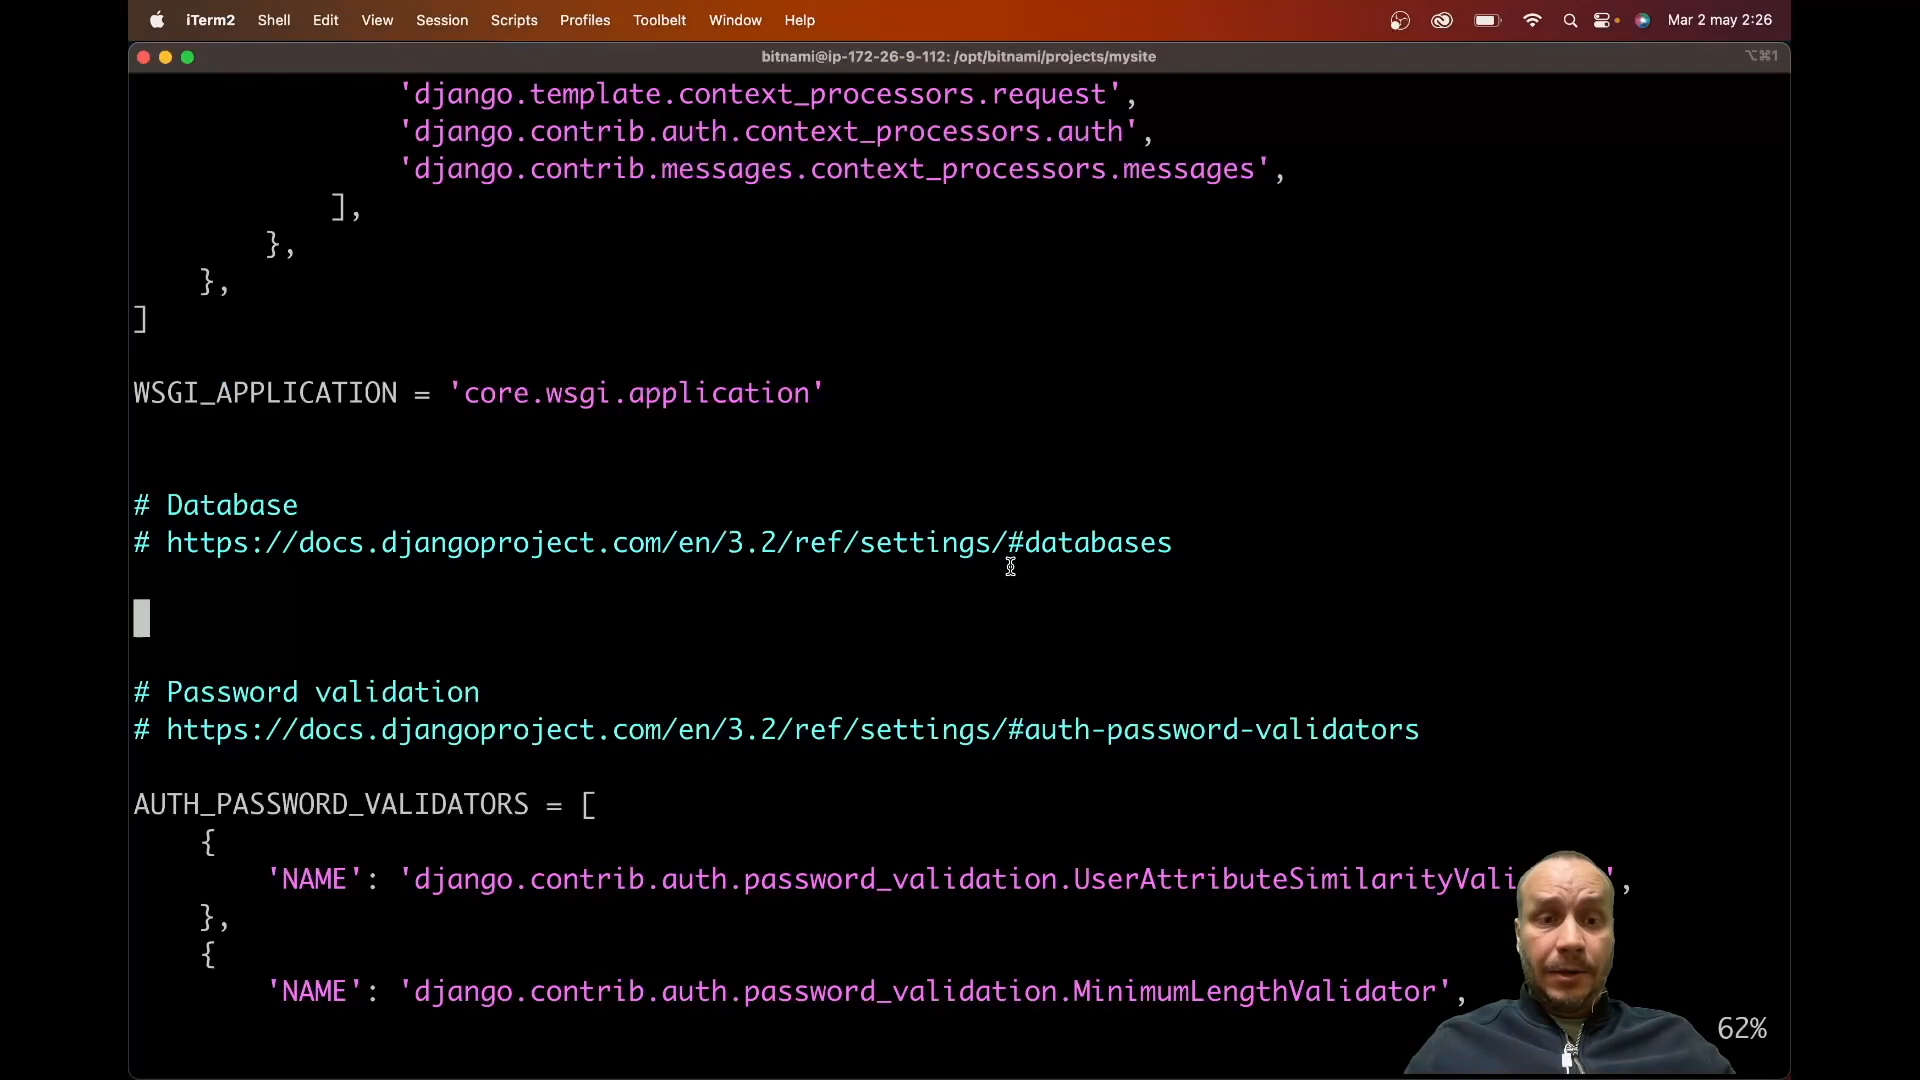 iTerm2 Shell Edit View Session Scripts Profiles Toolbelt Window Help Mar 2 may 2:26
bitnami@ip-172-26-9-112: /opt/bitnami/projects/mysite ⌥⌘1
'django.template.context_processors.request',
'django.contrib.auth.context_processors.auth',
'django.contrib.messages.context_processors.messages',
],
},
},
]
WSGI_APPLICATION = 'core.wsgi.application'
# Database
# https://docs.djangoproject.com/en/3.2/ref/settings/#databases
# Password validation
# https://docs.djangoproject.com/en/3.2/ref/settings/#auth-password-validators
AUTH_PASSWORD_VALIDATORS = [
{
'NAME': 'django.contrib.auth.password_validation.UserAttributeSimilarityVali',
},
{
'NAME': 'django.contrib.auth.password_validation.MinimumLengthValidator',
62%